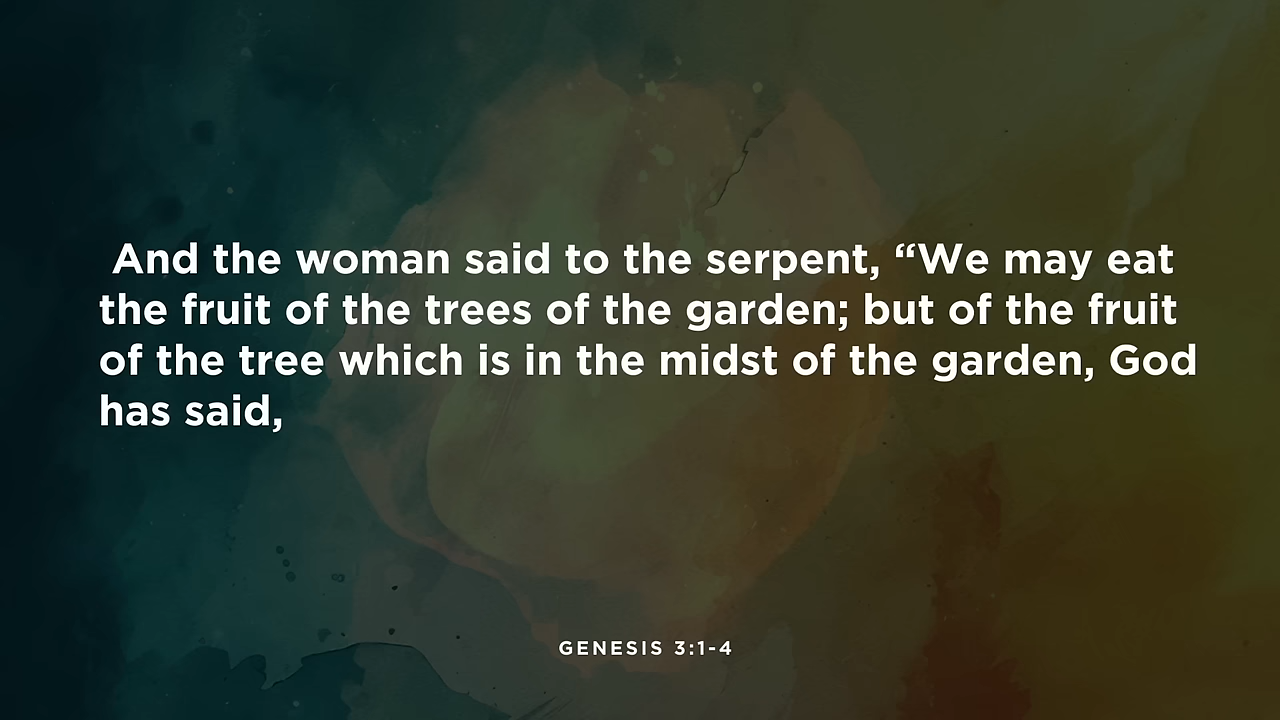 And the woman said to the serpent, “We may eat
the fruit of the trees of the garden; but of the fruit
of the tree which is in the midst of the garden, God
has said,
GENESIS 3:1-4